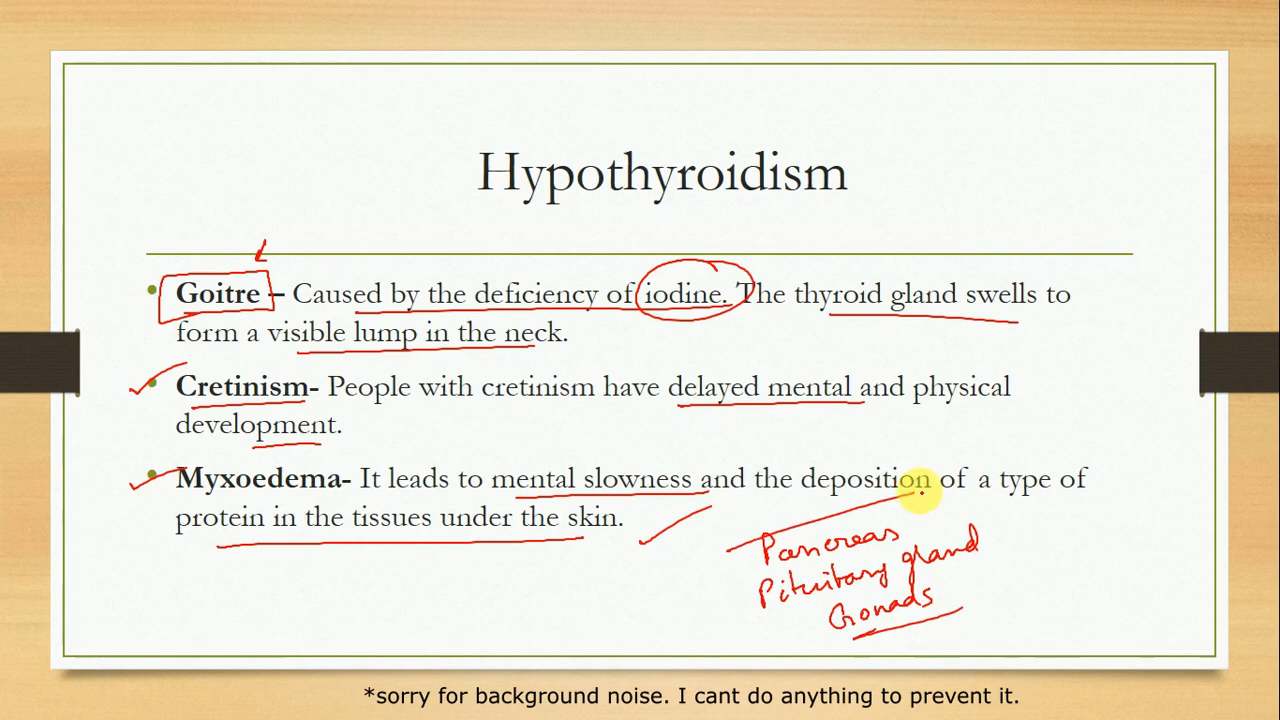 Hypothyroidism
• Goitre – Caused by the deficiency of iodine. The thyroid gland swells to
form a visible lump in the neck.
• Cretinism- People with cretinism have delayed mental and physical
development.
• Myxoedema- It leads to mental slowness and the deposition of a type of
protein in the tissues under the skin.
Pancreas
Pituitary gland
Gonads
*sorry for background noise. I cant do anything to prevent it.